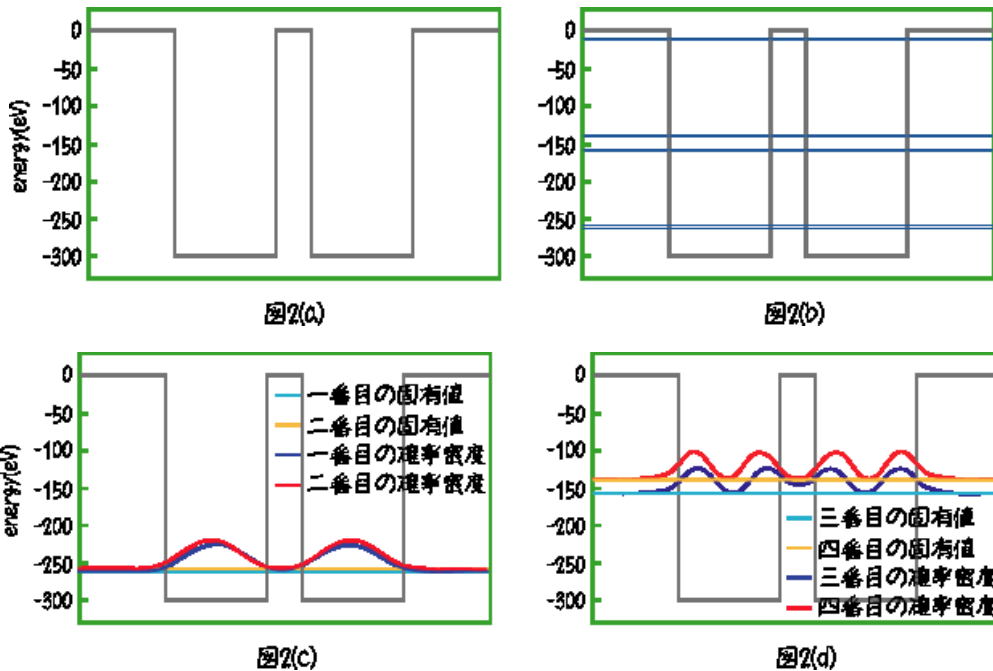 0
-50
-100
-150
-200
-250
-300
energy(eV)
図2(a)
0
-50
-100
-150
-200
-250
-300
energy(eV)
図2(b)
0
-50
-100
-150
-200
-250
-300
energy(eV)
一番目の固有値
二番目の固有値
一番目の確率密度
二番目の確率密度
図2(c)
0
-50
-100
-150
-200
-250
-300
三番目の固有値
四番目の固有値
三番目の確率密度
四番目の確率密度
図2(d)